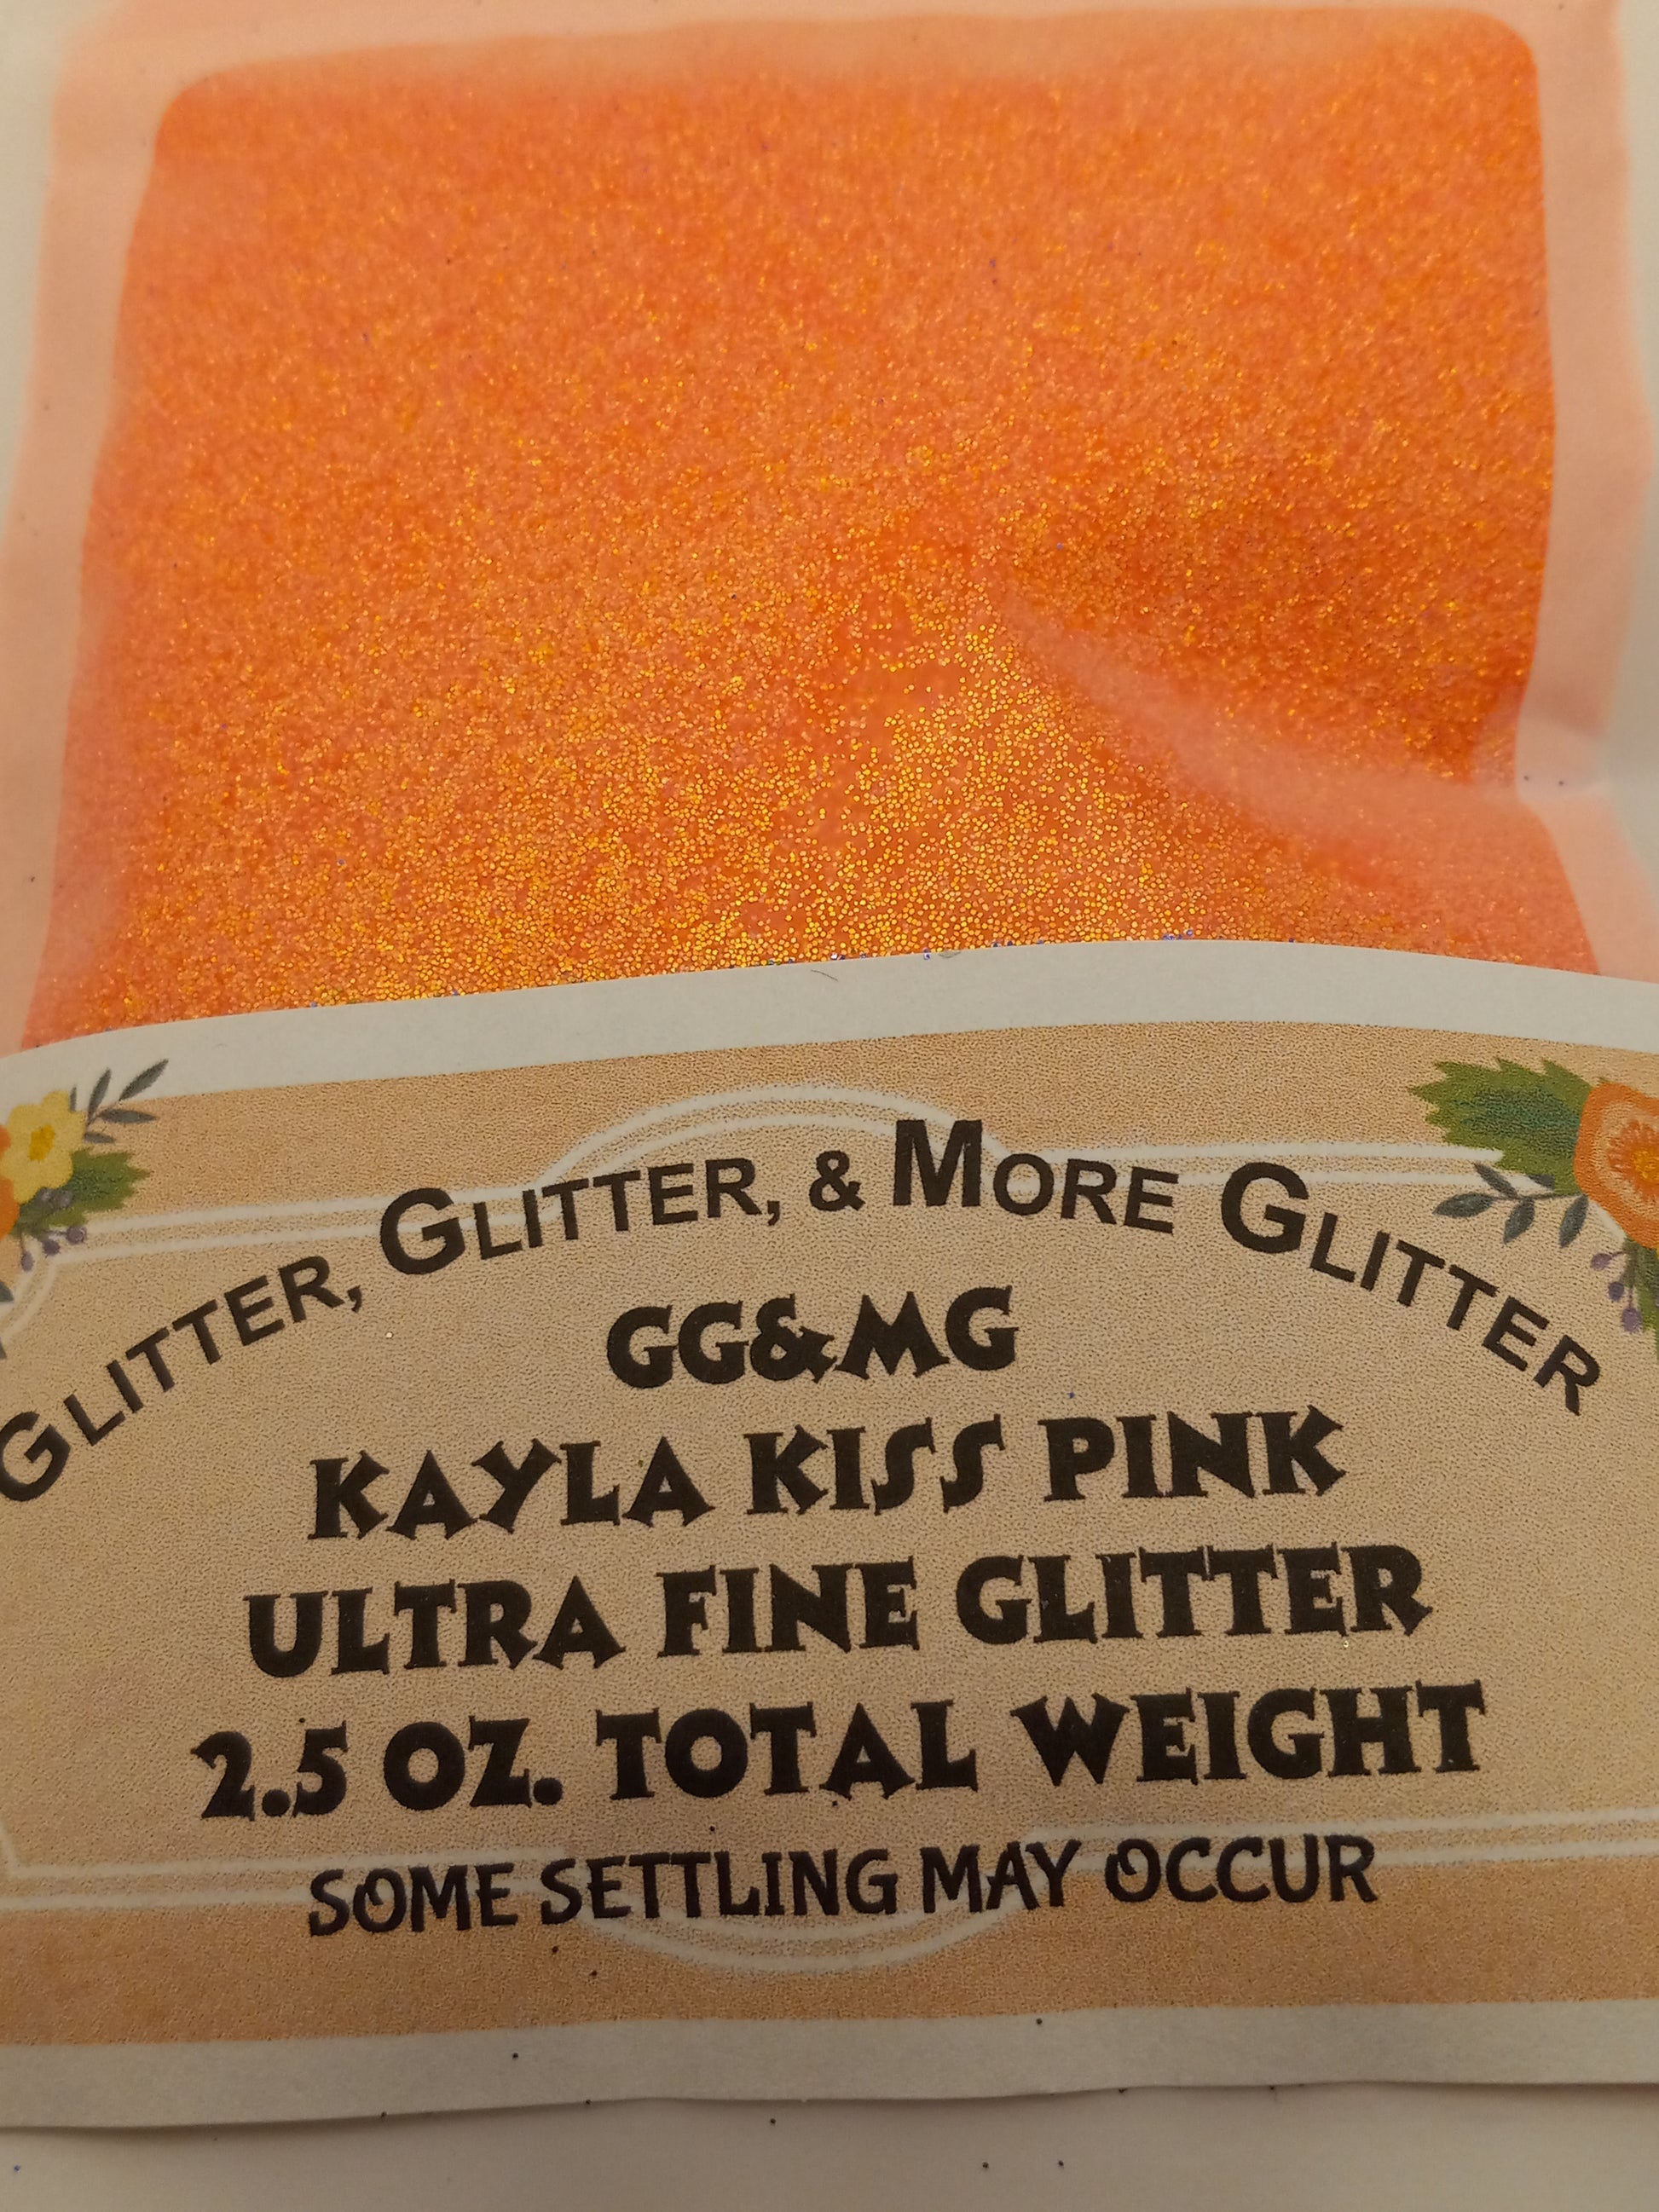 GLITTER, GLITTER, & MORE GLITTER
GG&MG
KAYLA KISS PINK
ULTRA FINE GLITTER
2.5 OZ. TOTAL WEIGHT
SOME SETTLING MAY OCCUR